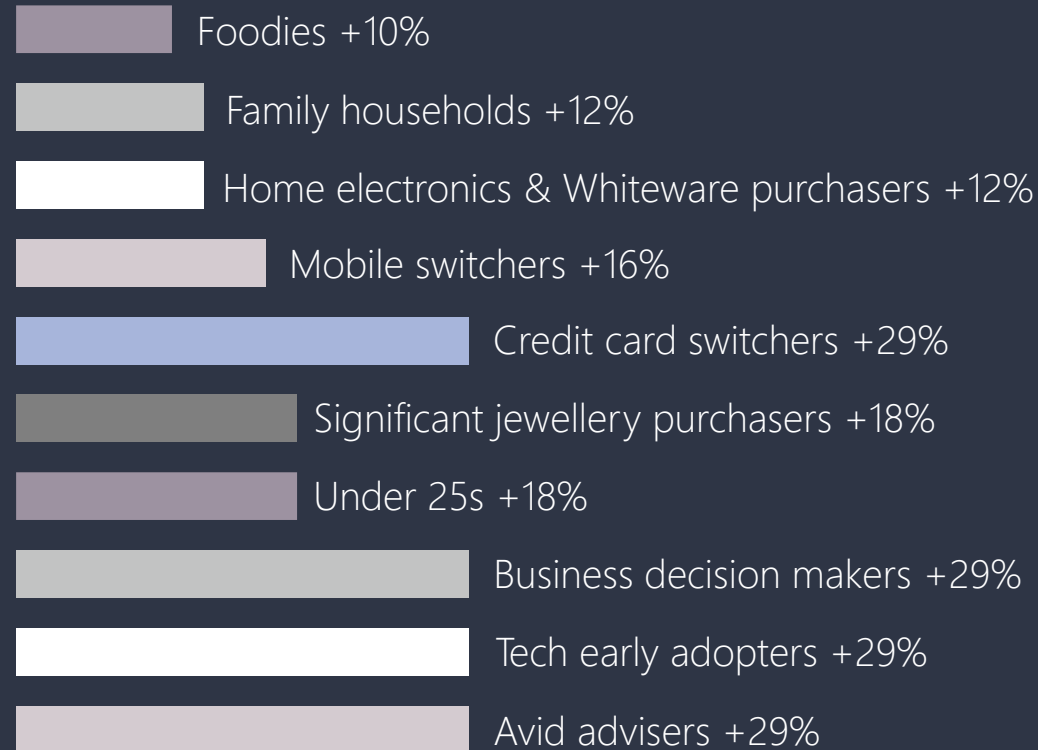 Foodies +10%
Family households +12%
Home electronics & Whiteware purchasers +12%
Mobile switchers +16%
Credit card switchers +29%
Significant jewellery purchasers +18%
Under 25s +18%
Business decision makers +29%
Tech early adopters +29%
Avid advisers +29%